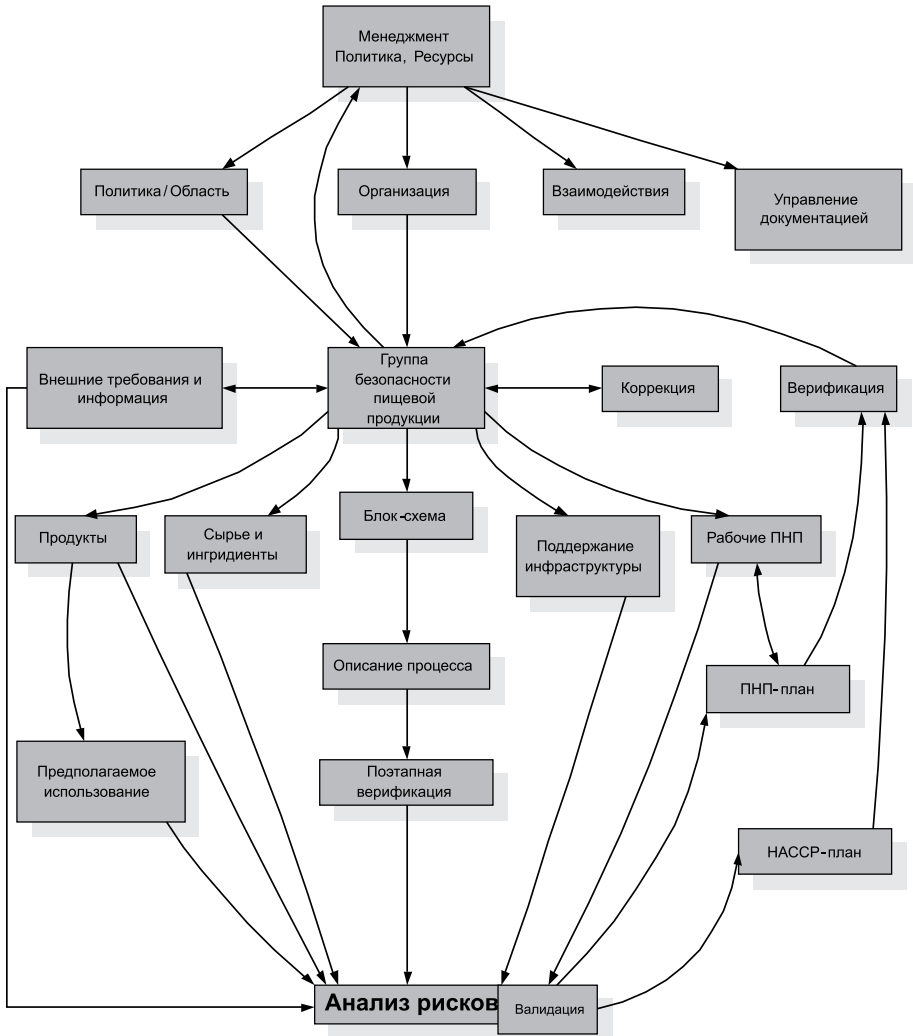 Менеджмент
Политика, Ресурсы
Политика/Область
Организация
Взаимодействия
Управление
документацией
Внешние требования и
информация
Группа
безопасности
пищевой
продукции
Коррекция
Верификация
Продукты
Сырье и
ингридиенты
Блок-схема
Поддержание
инфраструктуры
Рабочие ПНП
Описание процесса
ПНП-план
Предполагаемое
использование
Поэтапная
верификация
НАССР-план
Анализ рисков
Валидация